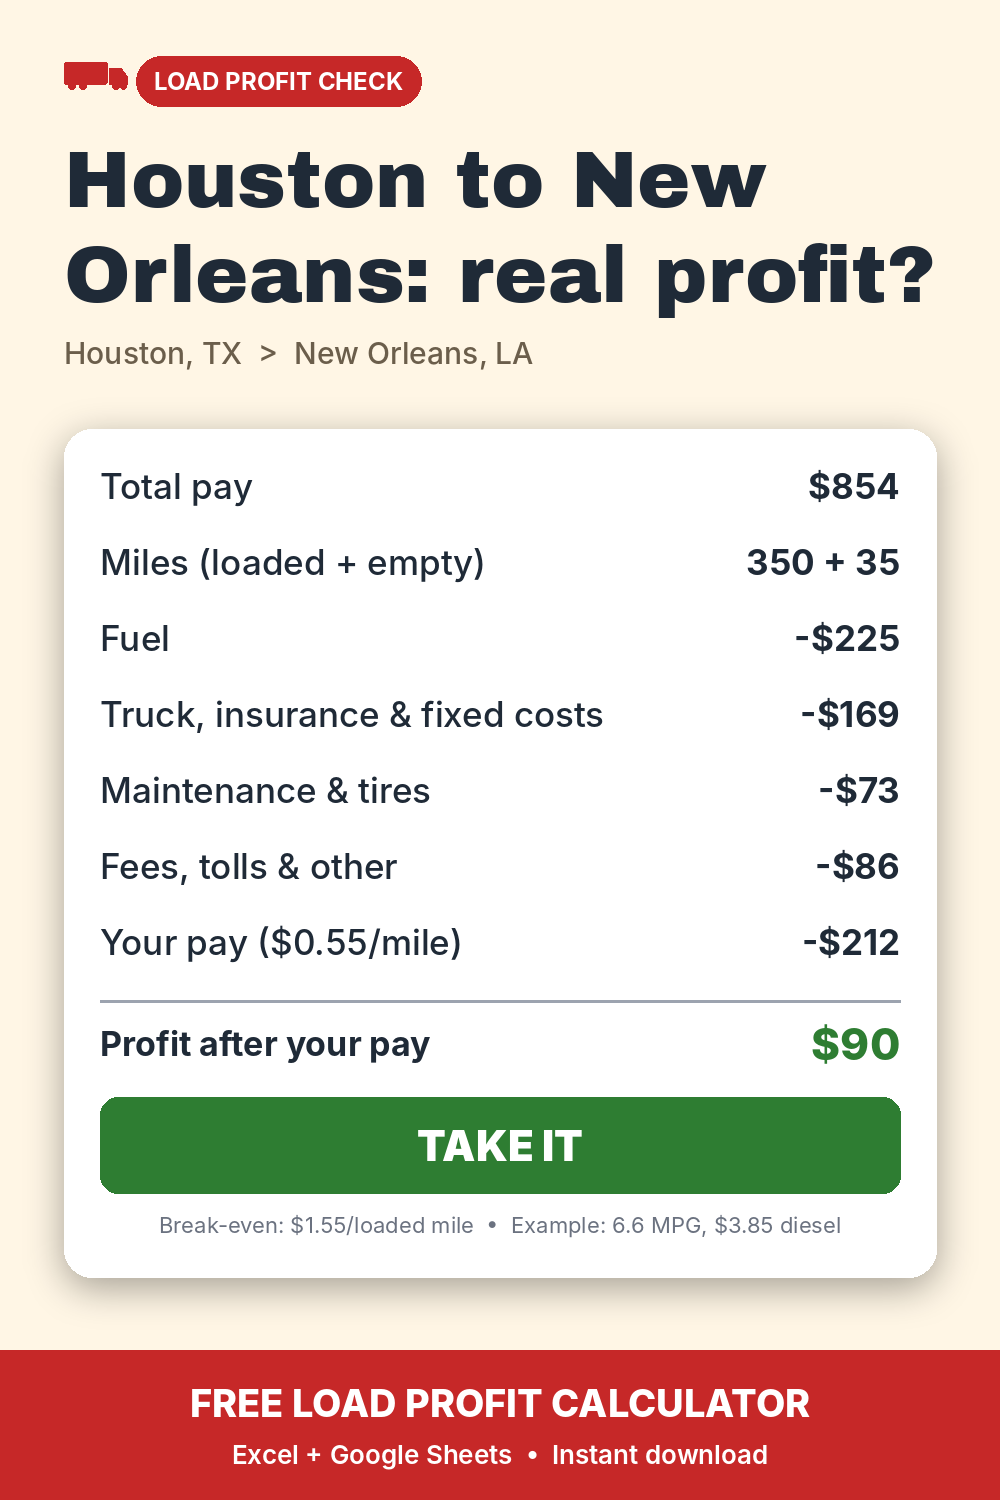 LOAD PROFIT CHECK
Houston to New
Orleans: real profit?
Houston, TX > New Orleans, LA
Total pay $854
Miles (loaded + empty) 350 + 35
Fuel -$225
Truck, insurance & fixed costs -$169
Maintenance & tires -$73
Fees, tolls & other -$86
Your pay ($0.55/mile) -$212
Profit after your pay $90
TAKE IT
Break-even: $1.55/loaded mile • Example: 6.6 MPG, $3.85 diesel
FREE LOAD PROFIT CALCULATOR
Excel + Google Sheets • Instant download